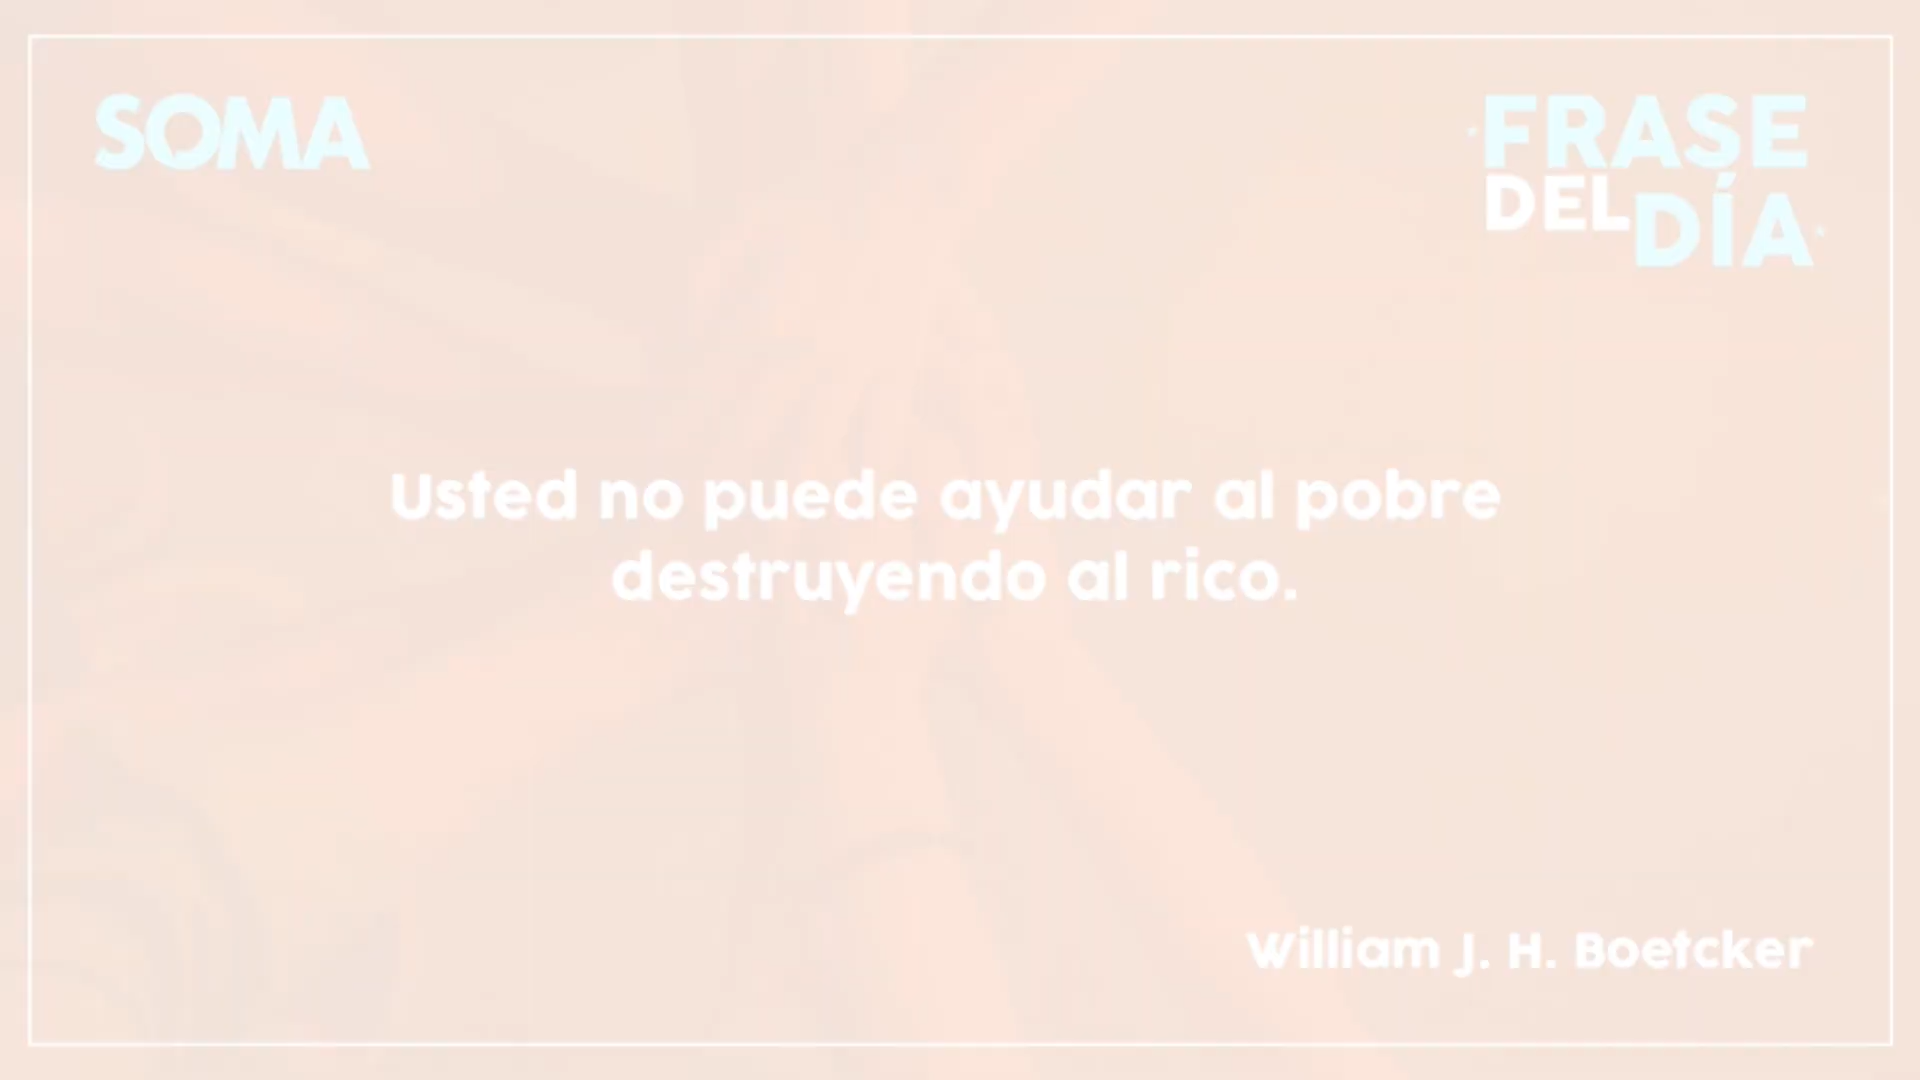 SOMA
FRASE
DEL DÍA
Usted no puede ayudar al pobre
destruyendo al rico.
William J. H. Boetcker